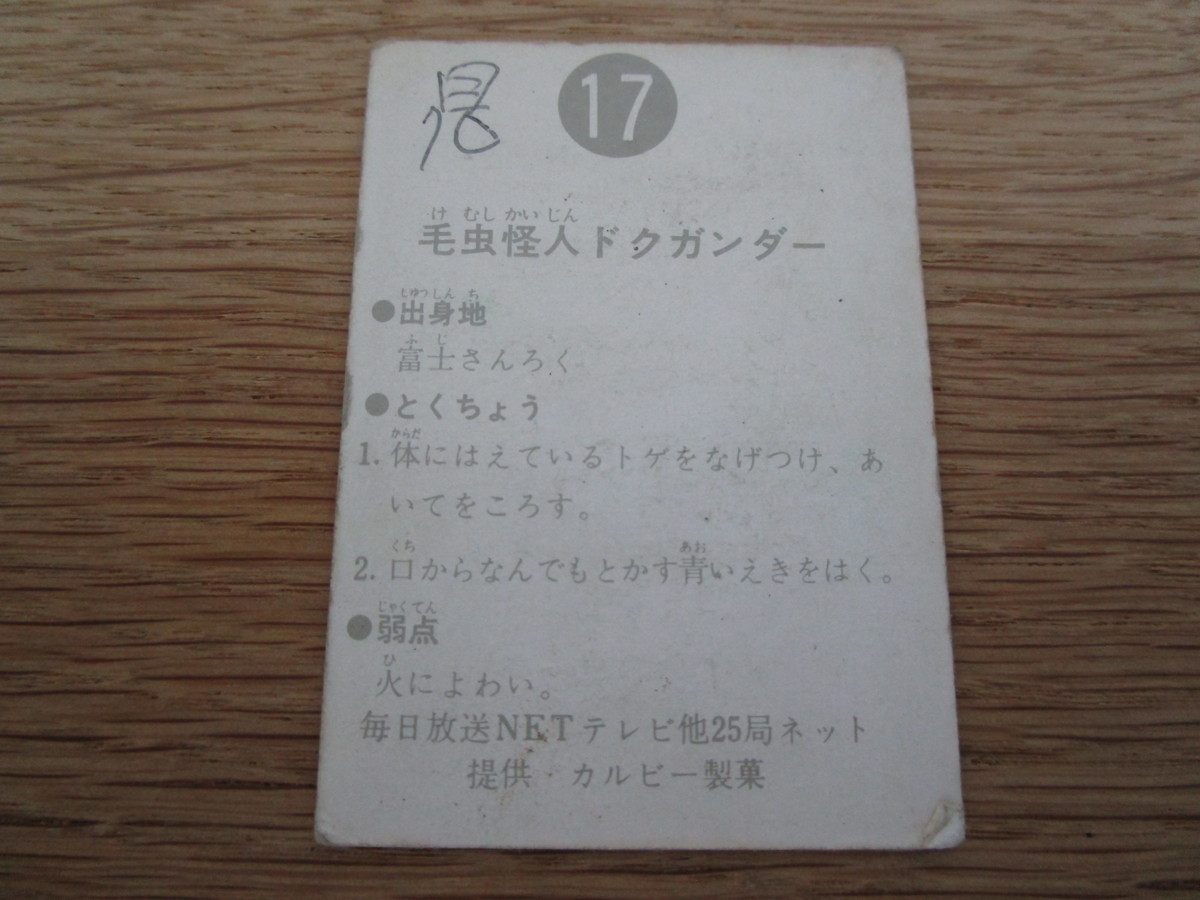 17
毛虫怪人ドクガンダー
けむしかいじん
●出身地
しゅっしんち
富士さんろく
ふじ
●とくちょう
1. 体にはえているトゲをなげつけ、あ
からだ
いてをころす。
2. 口からなんでもとかす青いえきをはく。
くち あお
●弱点
じゃくてん
火によわい。
ひ
毎日放送NETテレビ他25局ネット
提供・カルビー製菓